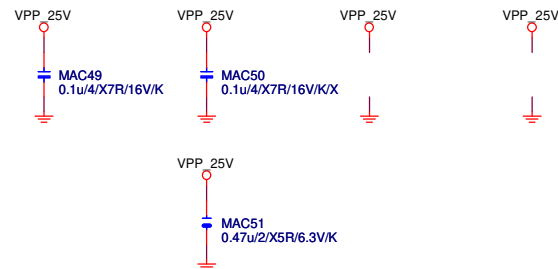 VPP_25V
VPP_25V
VPP_25V
VPP_25V
MAC49
0.1u/4/X7R/16V/K
MAC50
0.1u/4/X7R/16V/K/X
VPP_25V
MAC51
0.47u/2/X5R/6.3V/K